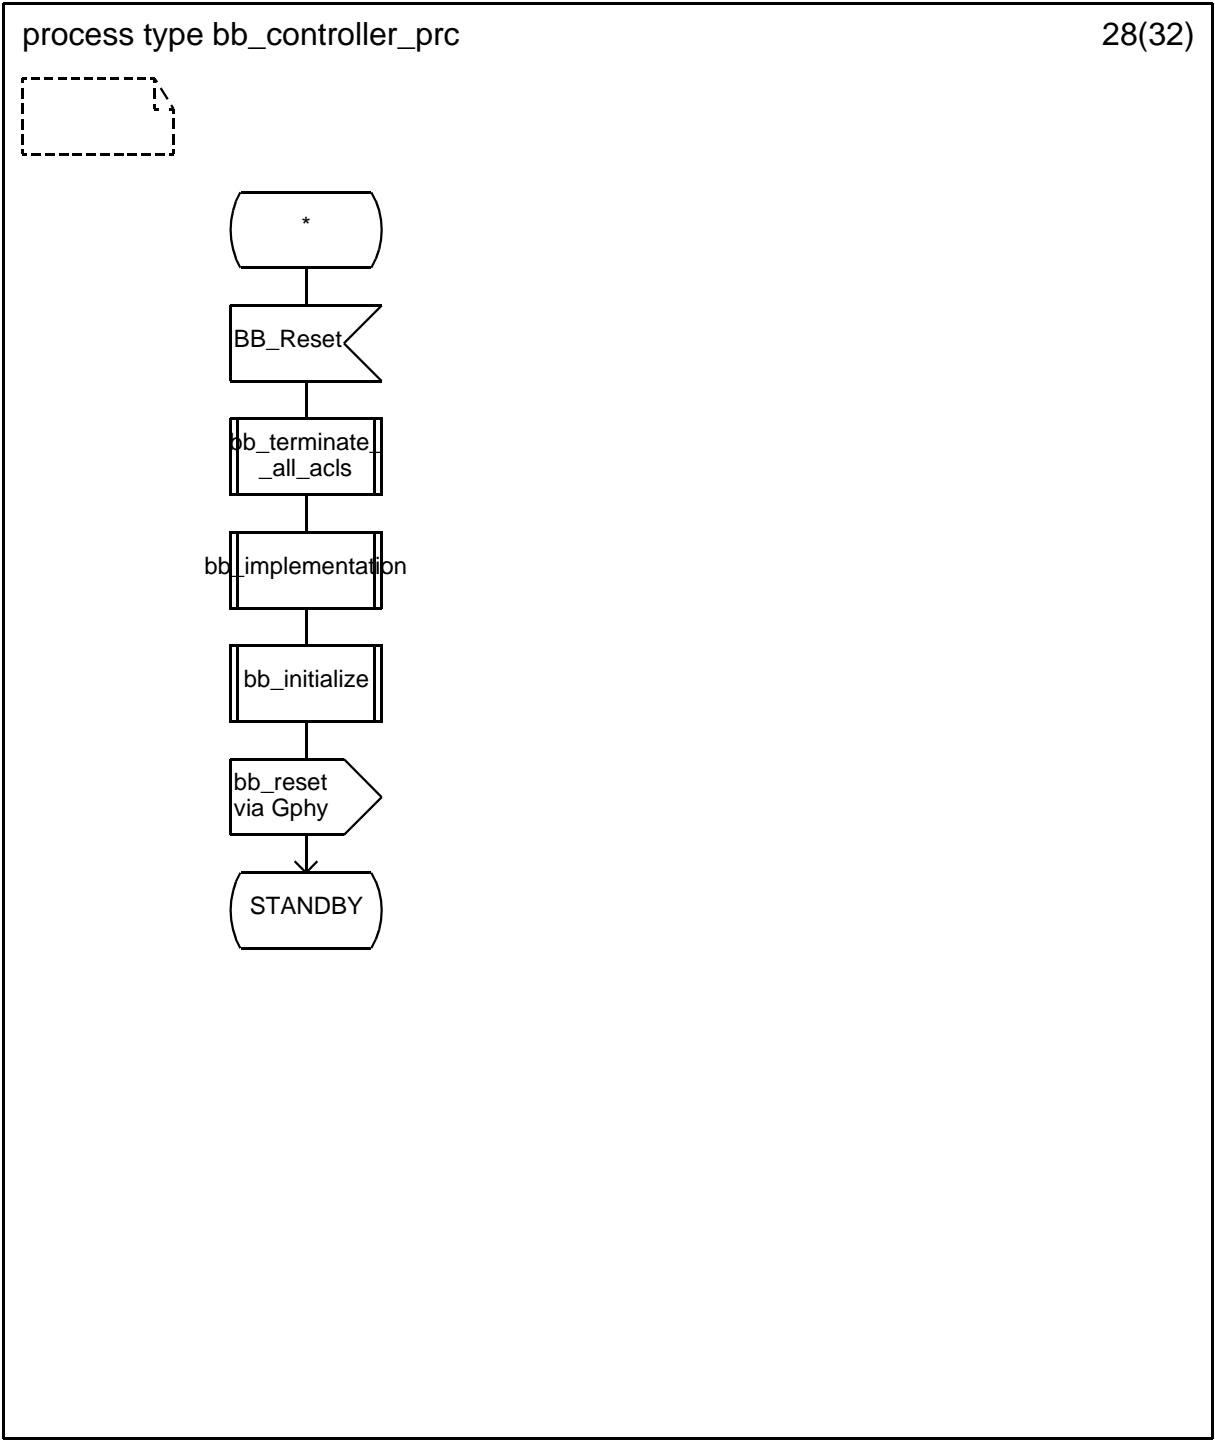 process type bb_controller_prc
28(32)
*
BB_Reset
bb_terminate_
_all_acls
bb_implementation
bb_initialize
bb_reset
via Gphy
STANDBY